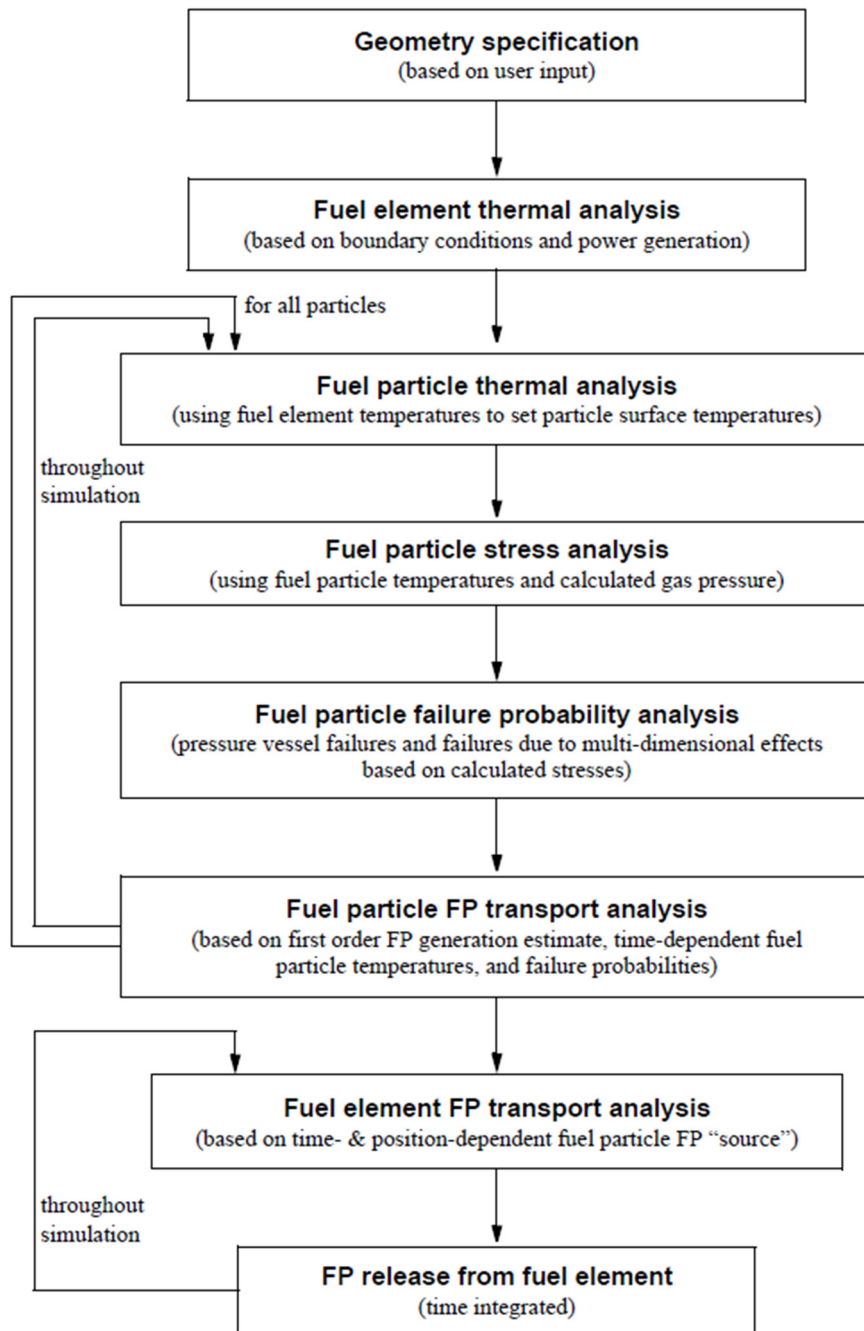 Geometry specification
(based on user input)
Fuel element thermal analysis
(based on boundary conditions and power generation)
for all particles
Fuel particle thermal analysis
(using fuel element temperatures to set particle surface temperatures)
throughout
simulation
Fuel particle stress analysis
(using fuel particle temperatures and calculated gas pressure)
Fuel particle failure probability analysis
(pressure vessel failures and failures due to multi-dimensional effects
based on calculated stresses)
Fuel particle FP transport analysis
(based on first order FP generation estimate, time-dependent fuel
particle temperatures, and failure probabilities)
Fuel element FP transport analysis
(based on time- & position-dependent fuel particle FP “source”)
throughout
simulation
FP release from fuel element
(time integrated)